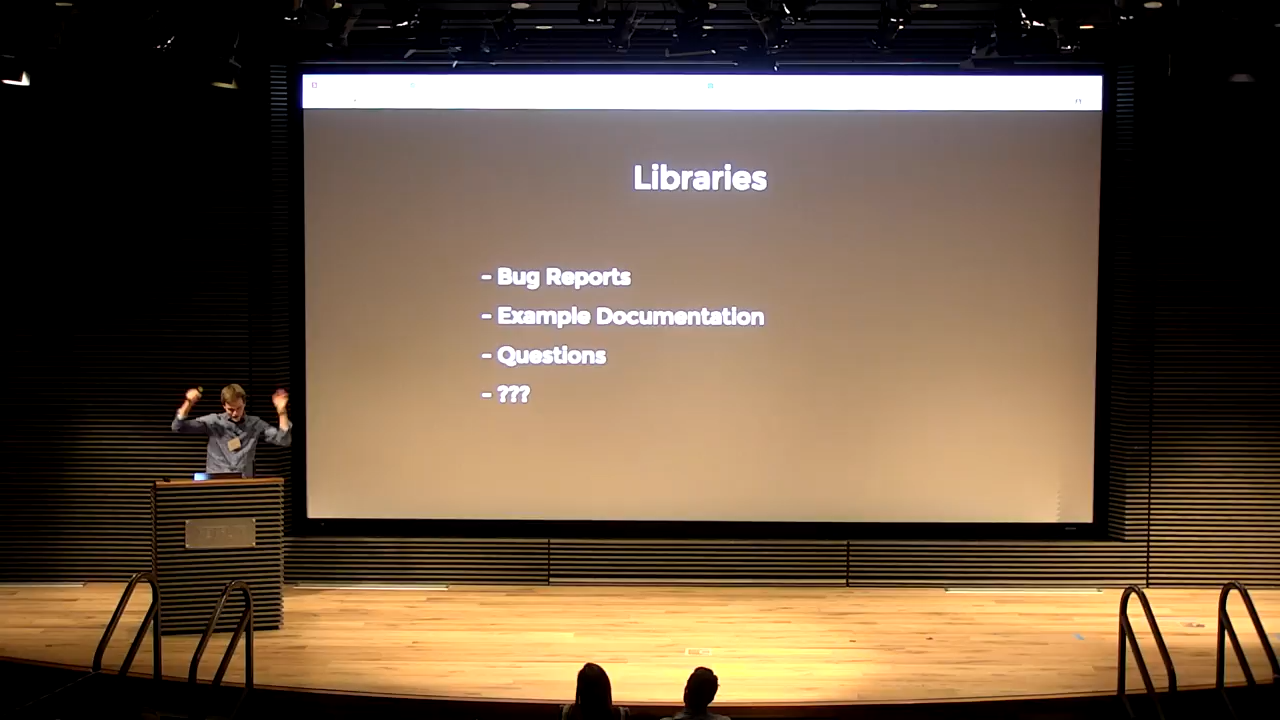 Libraries
- Bug Reports
- Example Documentation
- Questions
- ???